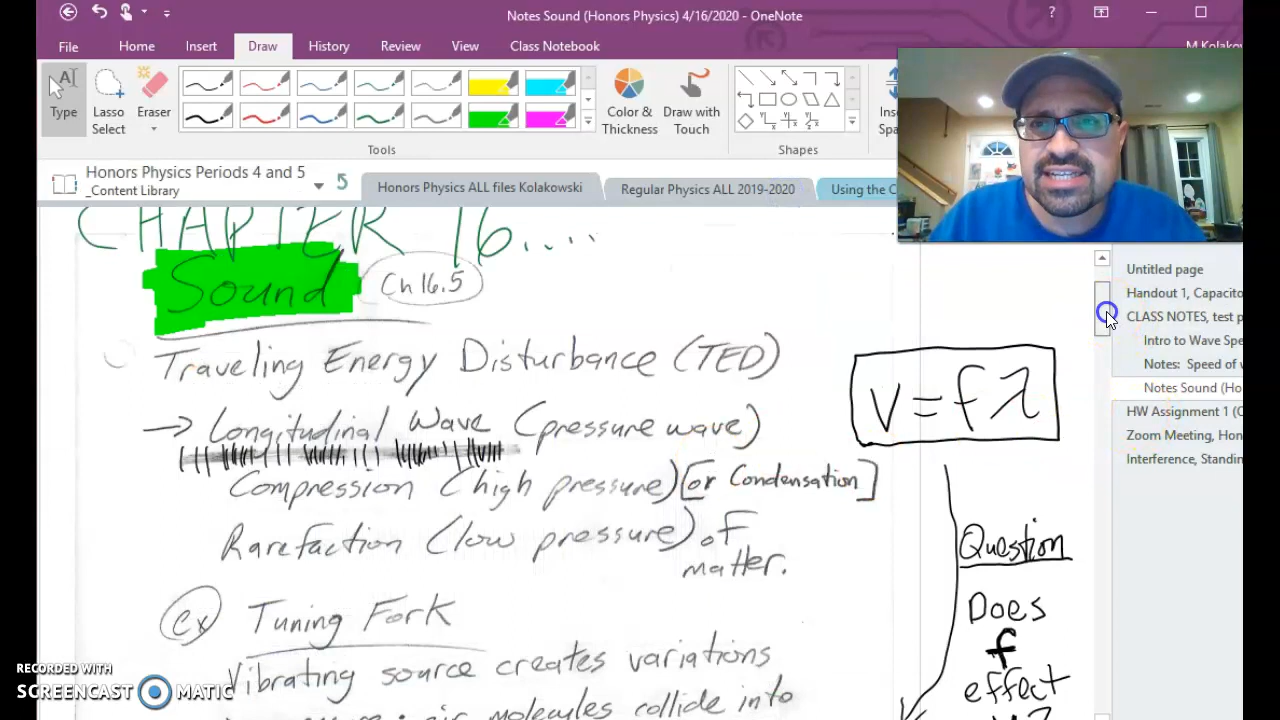 Notes Sound (Honors Physics) 4/16/2020 - OneNote
?
File Home Insert Draw History Review View Class Notebook
Type
Lasso Select
Eraser
Color & Thickness
Draw with Touch
Tools
Shapes
Honors Physics Periods 4 and 5
_Content Library
Honors Physics ALL files Kolakowski
Regular Physics ALL 2019-2020
Using the C
CHAPTER 16....
Sound
Ch 16.5
Traveling Energy Disturbance (TED)
→ Longitudinal Wave (pressure wave)
Compression (high pressure) [or Condensation]
Rarefaction (low pressure) of
matter.
ex Tuning Fork
Vibrating source creates variations
air molecules collide into
v = fλ
Question
Does
f
effect
Untitled page
Handout 1, Capacito
CLASS NOTES, test p
Intro to Wave Spe
Notes: Speed of v
Notes Sound (Ho
HW Assignment 1 (C
Zoom Meeting, Hon
Interference, Standin
RECORDED WITH
SCREENCAST MATIC